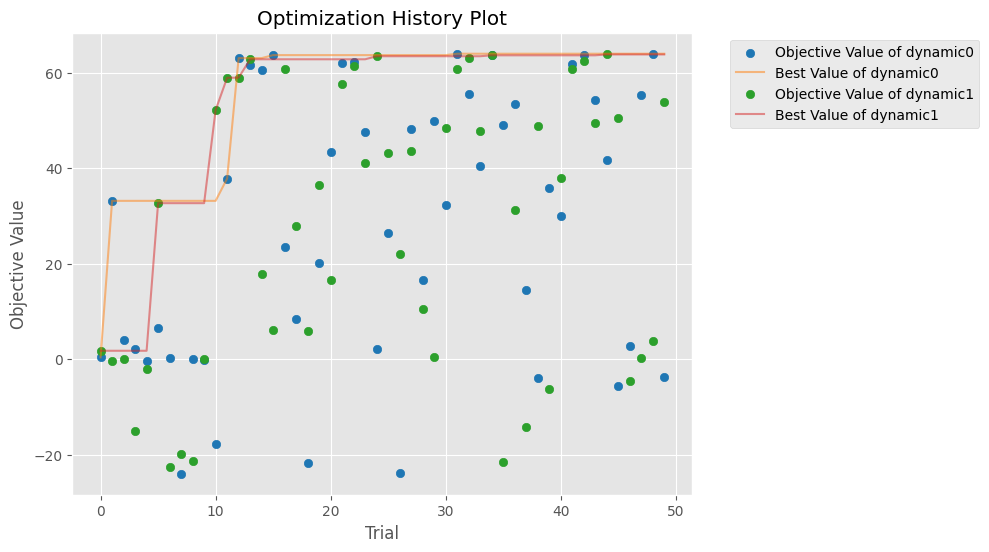 Optimization History Plot
Objective Value
60
40
20
0
−20
0
10
20
30
40
50
Trial
Objective Value of dynamic0
Best Value of dynamic0
Objective Value of dynamic1
Best Value of dynamic1